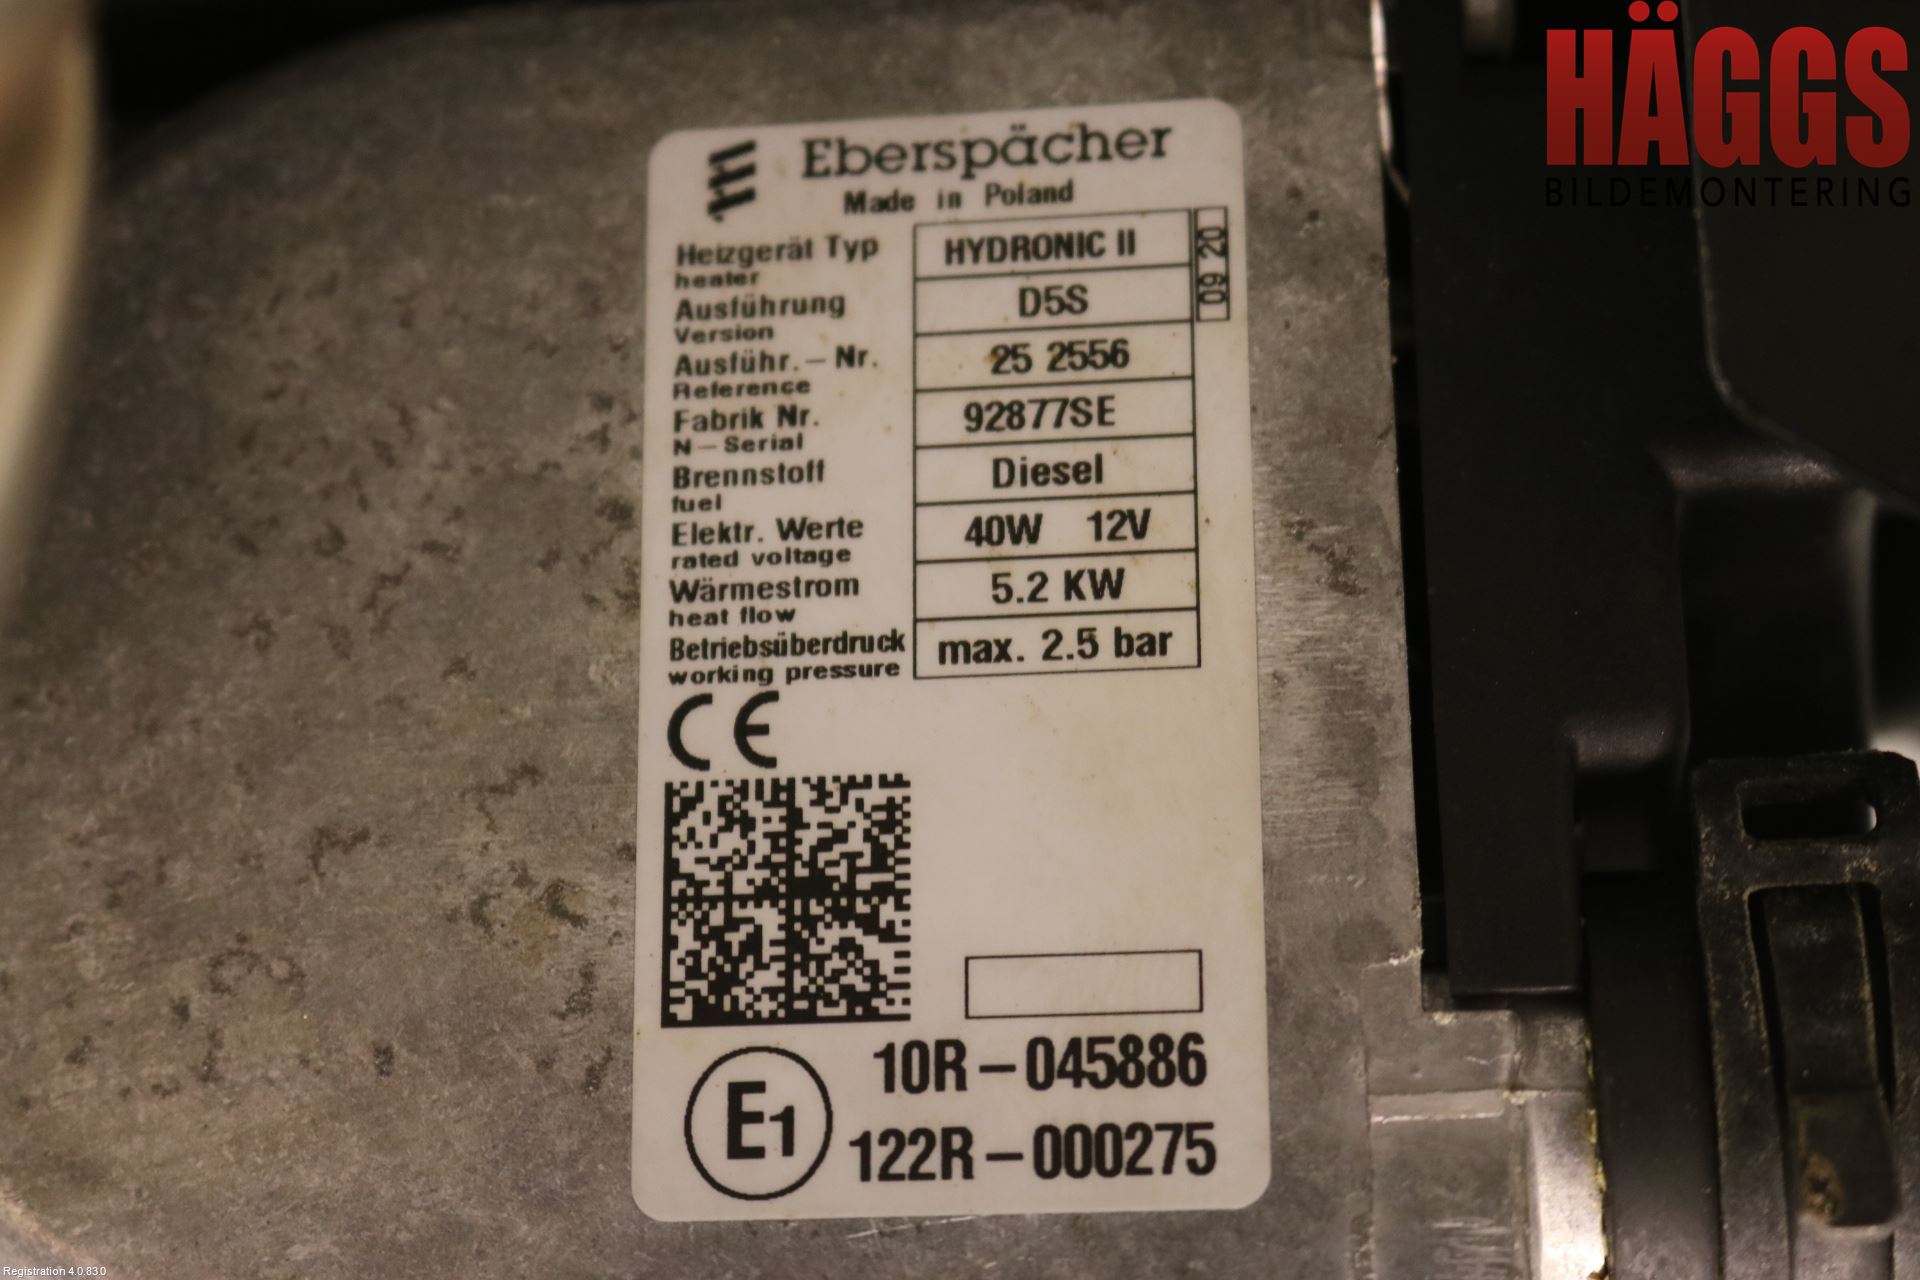 HÄGGS
BILDEMONTERING
Eberspächer
Made in Poland
Heizgerät Typ HYDRONIC II 09 20
heater
Ausführung D5S
Version
Ausführ. – Nr. 25 2556
Reference
Fabrik Nr. 92877SE
N – Serial
Brennstoff Diesel
fuel
Elektr. Werte 40W 12V
rated voltage
Wärmestrom 5.2 KW
heat flow
Betriebsüberdruck max. 2.5 bar
working pressure
CE
10R – 045886
E1
122R – 000275
Registration 4.0.83.0